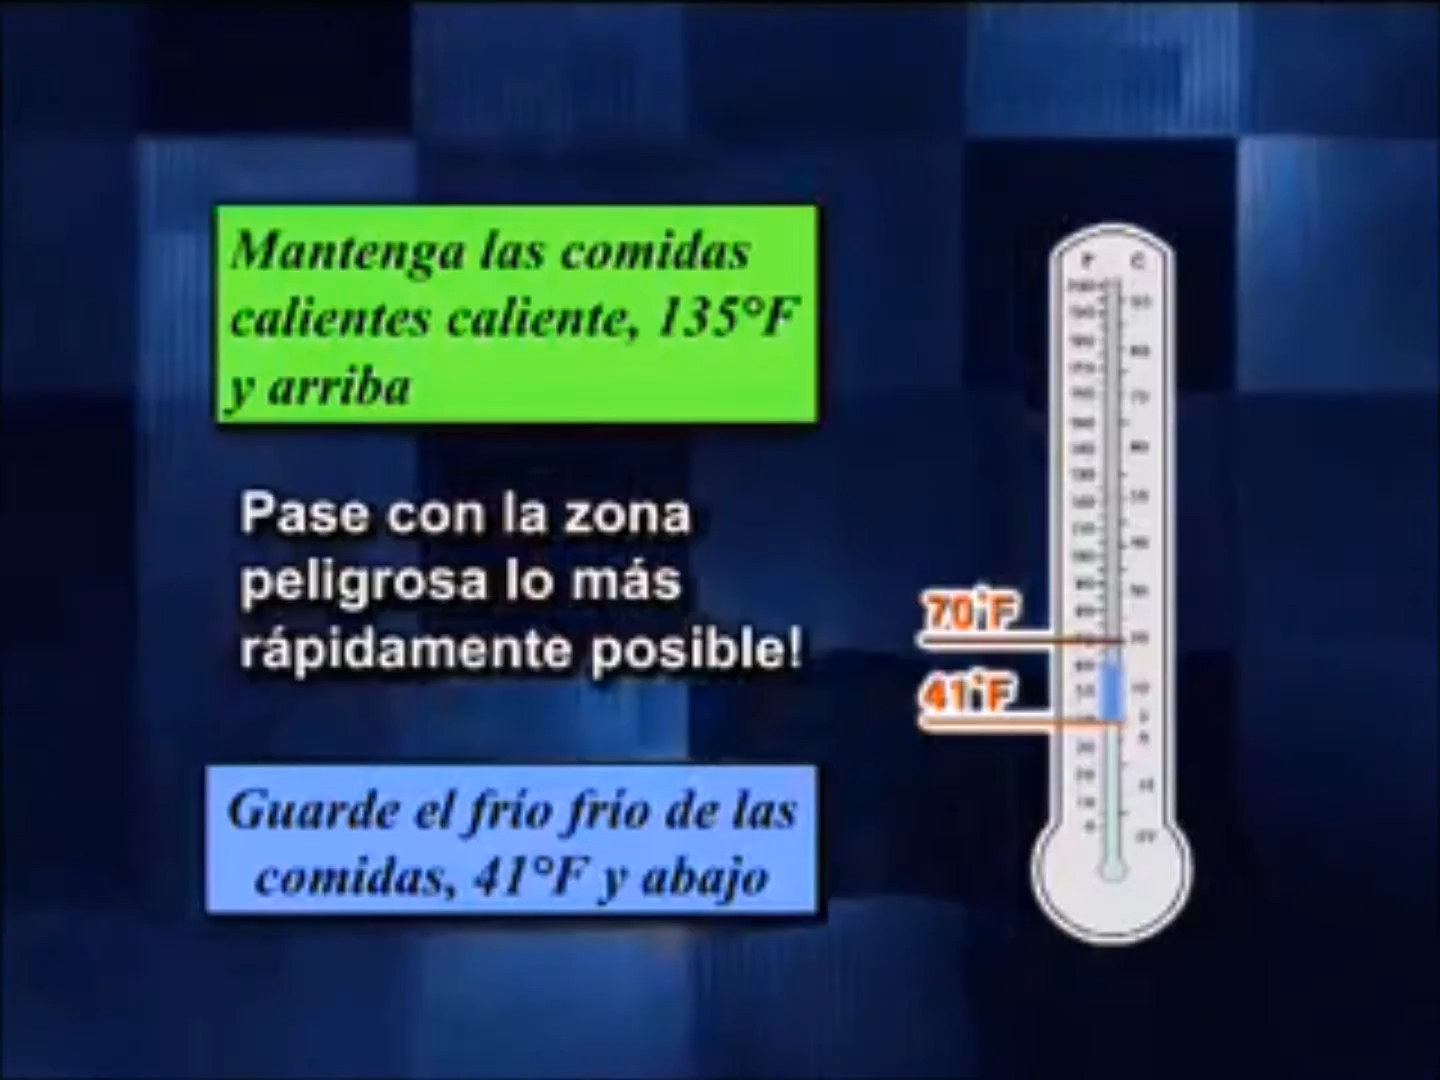 Mantenga las comidas
calientes caliente, 135°F
y arriba
Pase con la zona
peligrosa lo más
rápidamente posible!
Guarde el frío frío de las
comidas, 41°F y abajo
F C
70°F
41°F